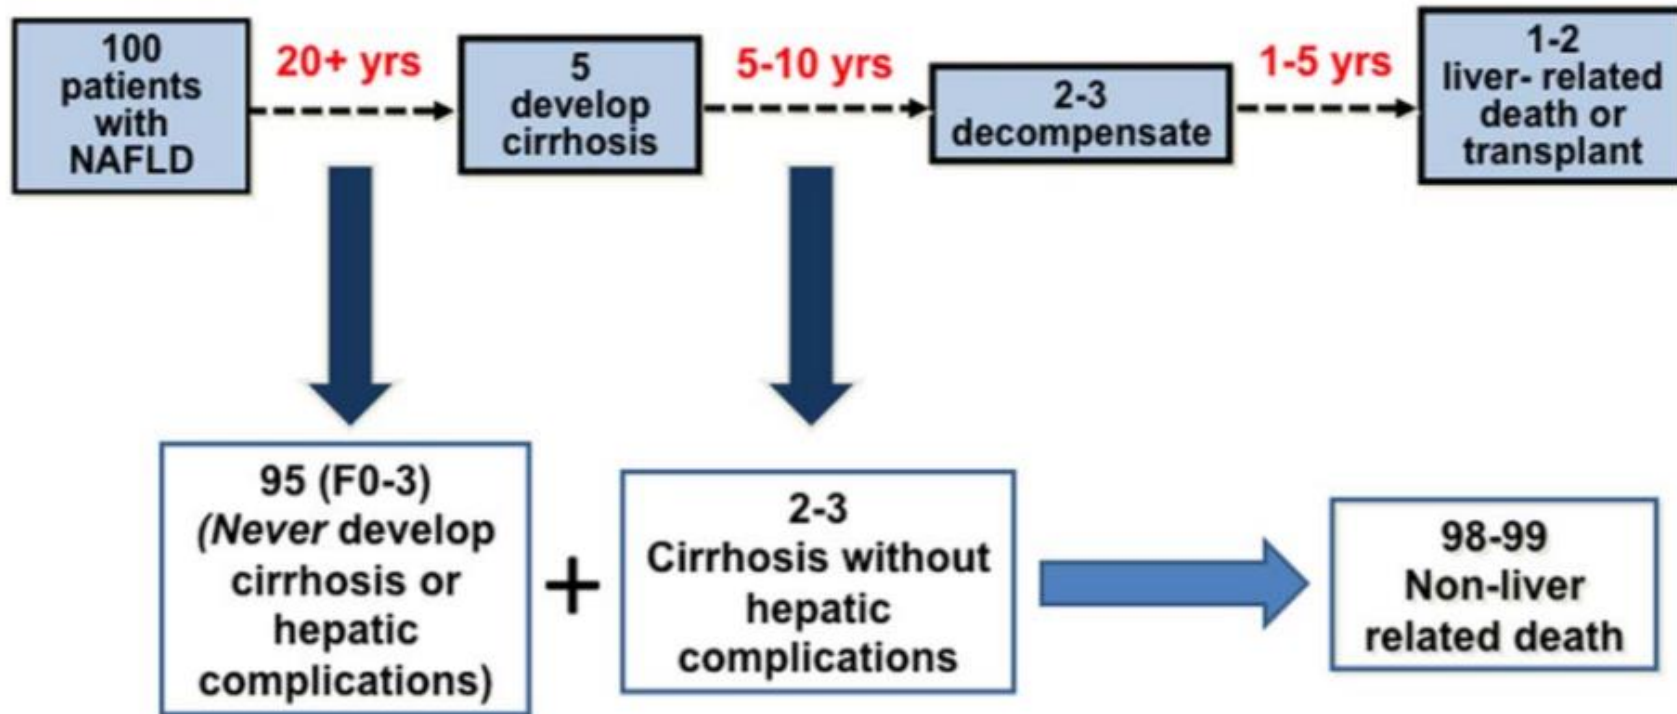 100
patients
with
NAFLD
20+ yrs
5
develop
cirrhosis
5-10 yrs
2-3
decompensate
1-5 yrs
1-2
liver- related
death or
transplant
95 (F0-3)
(Never develop
cirrhosis or
hepatic
complications)
+
2-3
Cirrhosis without
hepatic
complications
98-99
Non-liver
related death